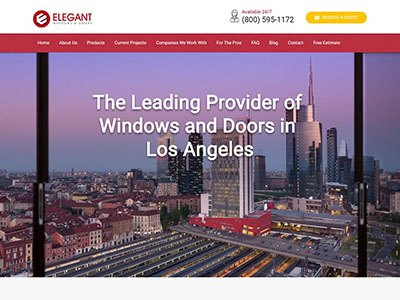 ELEGANT
WINDOWS & DOORS
Available 24/7
(800) 595-1172
REQUEST A QUOTE
Home About Us Products Current Projects Companies We Work With For The Pros FAQ Blog Contact Free Estimate
The Leading Provider of
Windows and Doors in
Los Angeles